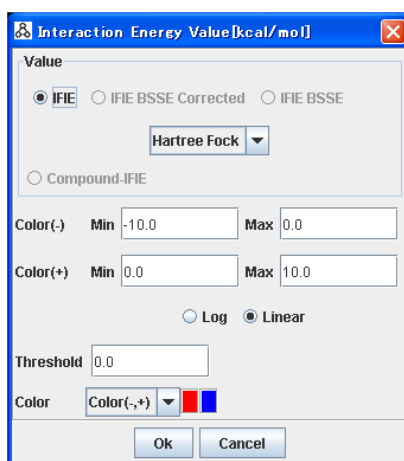 Interaction Energy Value[kcal/mol]
Value
IFIE IFIE BSSE Corrected IFIE BSSE
Hartree Fock
Compound-IFIE
Color(-) Min -10.0 Max 0.0
Color(+) Min 0.0 Max 10.0
Log Linear
Threshold 0.0
Color Color(-,+)
Ok Cancel